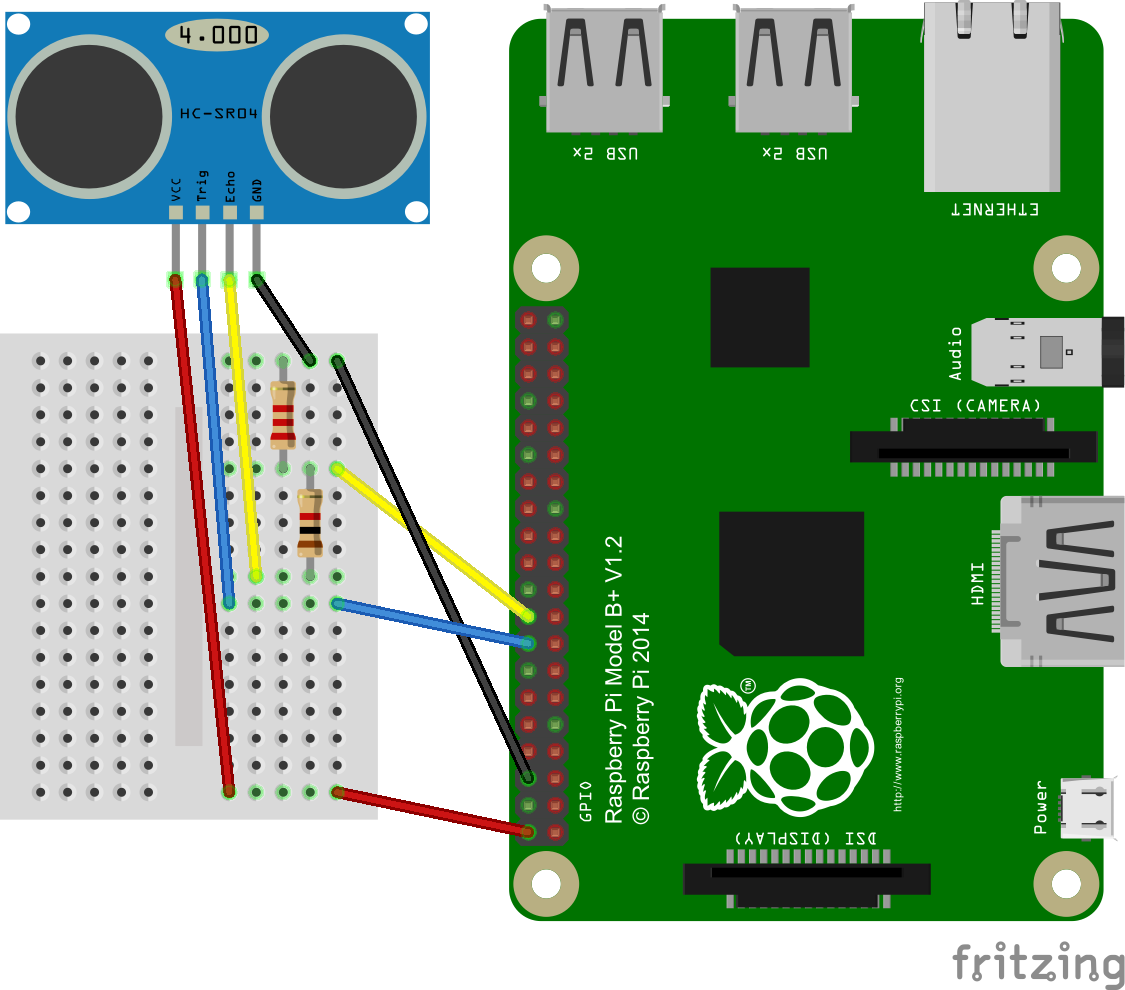 4.000
HC-SR04
VCC
Trig
Echo
GND
USB 2x
USB 2x
ETHERNET
Audio
CSI (CAMERA)
HDMI
Raspberry Pi Model B+ V1.2
© Raspberry Pi 2014
TM
http://www.raspberrypi.org
GPIO
Power
DSI (DISPLAY)
fritzing